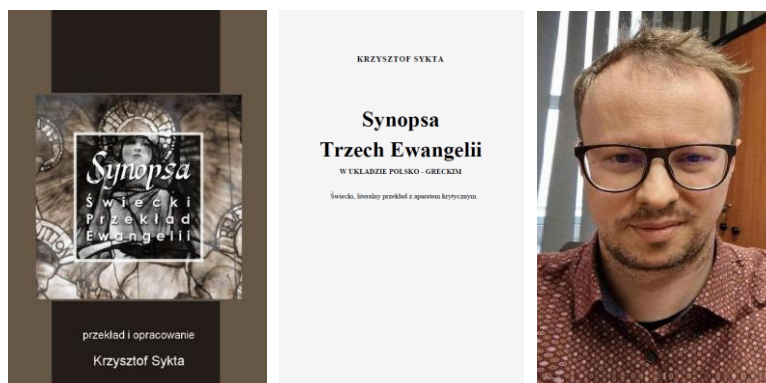 Synopsa
Świecki
Przekład
Ewangelii
przekład i opracowanie
Krzysztof Sykta
KRZYSZTOF SYKTA
Synopsa
Trzech Ewangelii
W UKŁADZIE POLSKO - GRECKIM
Świecki, literalny przekład z aparatem krytycznym.